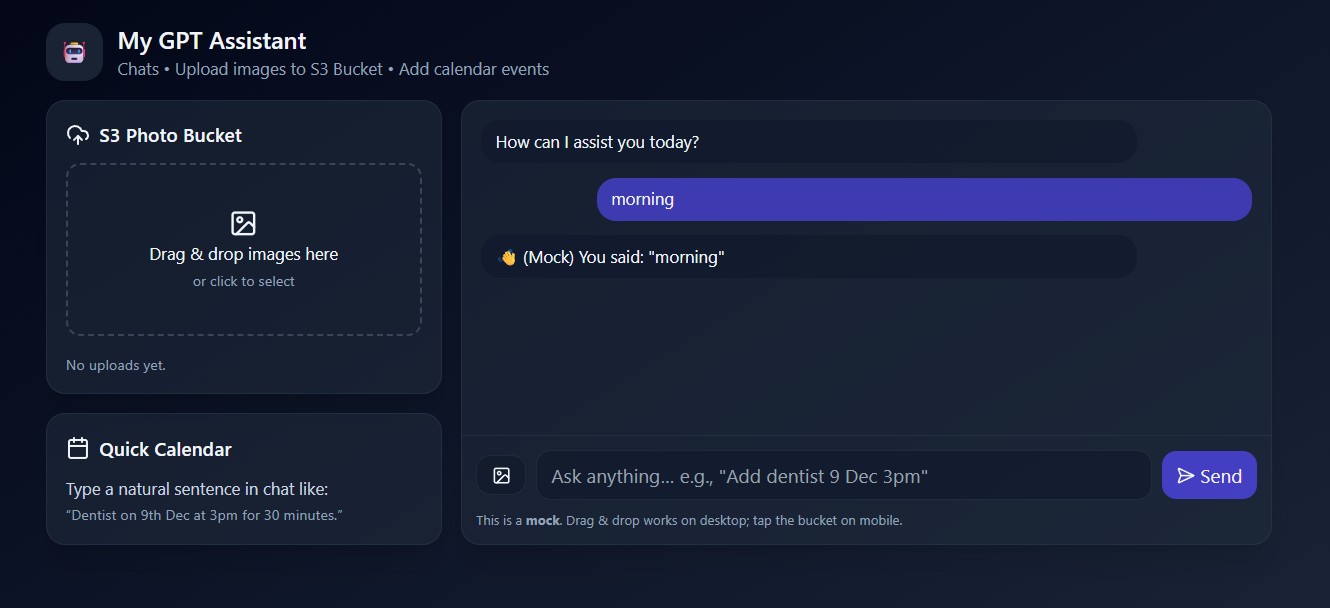 My GPT Assistant
Chats • Upload images to S3 Bucket • Add calendar events
S3 Photo Bucket
Drag & drop images here
or click to select
No uploads yet.
Quick Calendar
Type a natural sentence in chat like:
“Dentist on 9th Dec at 3pm for 30 minutes.”
How can I assist you today?
morning
👋 (Mock) You said: "morning"
Ask anything... e.g., "Add dentist 9 Dec 3pm"
Send
This is a mock. Drag & drop works on desktop; tap the bucket on mobile.